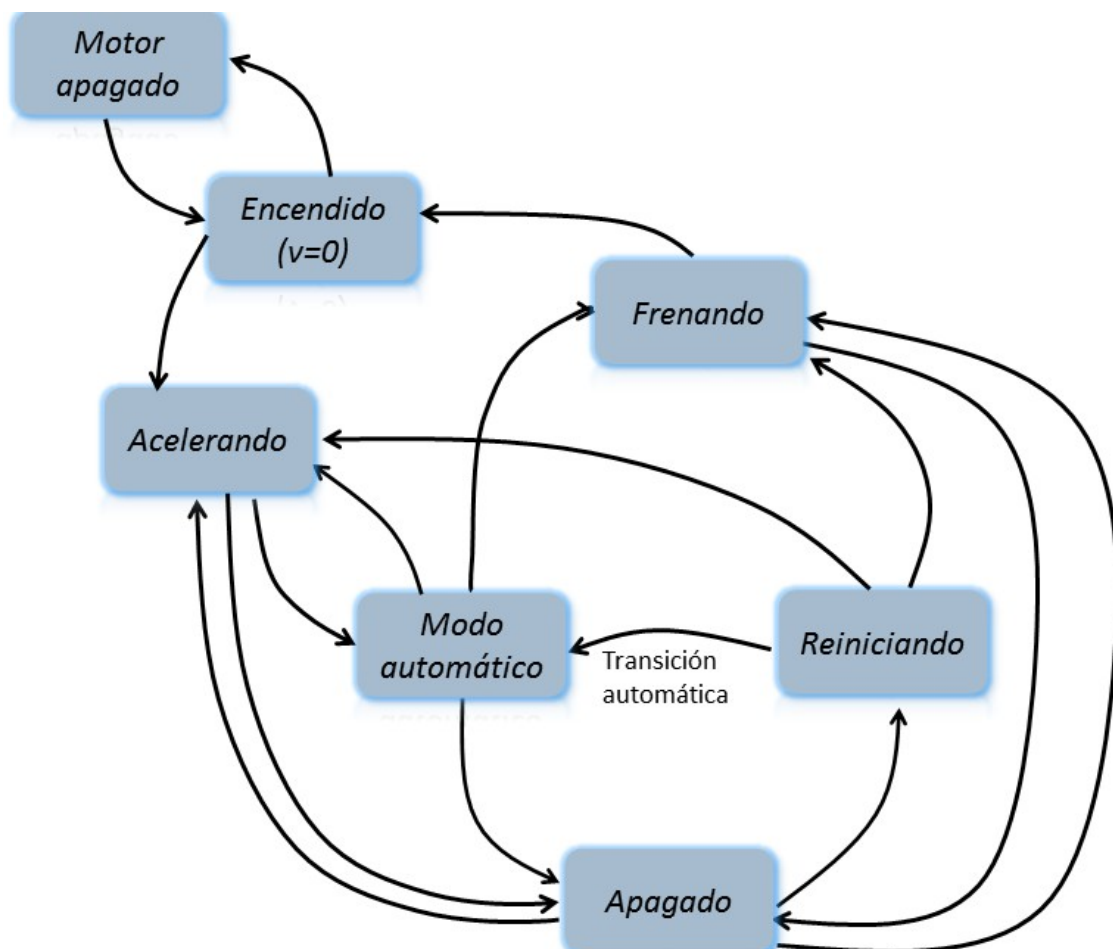 Motor
apagado
Encendido
(v=0)
Frenando
Acelerando
Modo
automático
Reiniciando
Transición
automática
Apagado